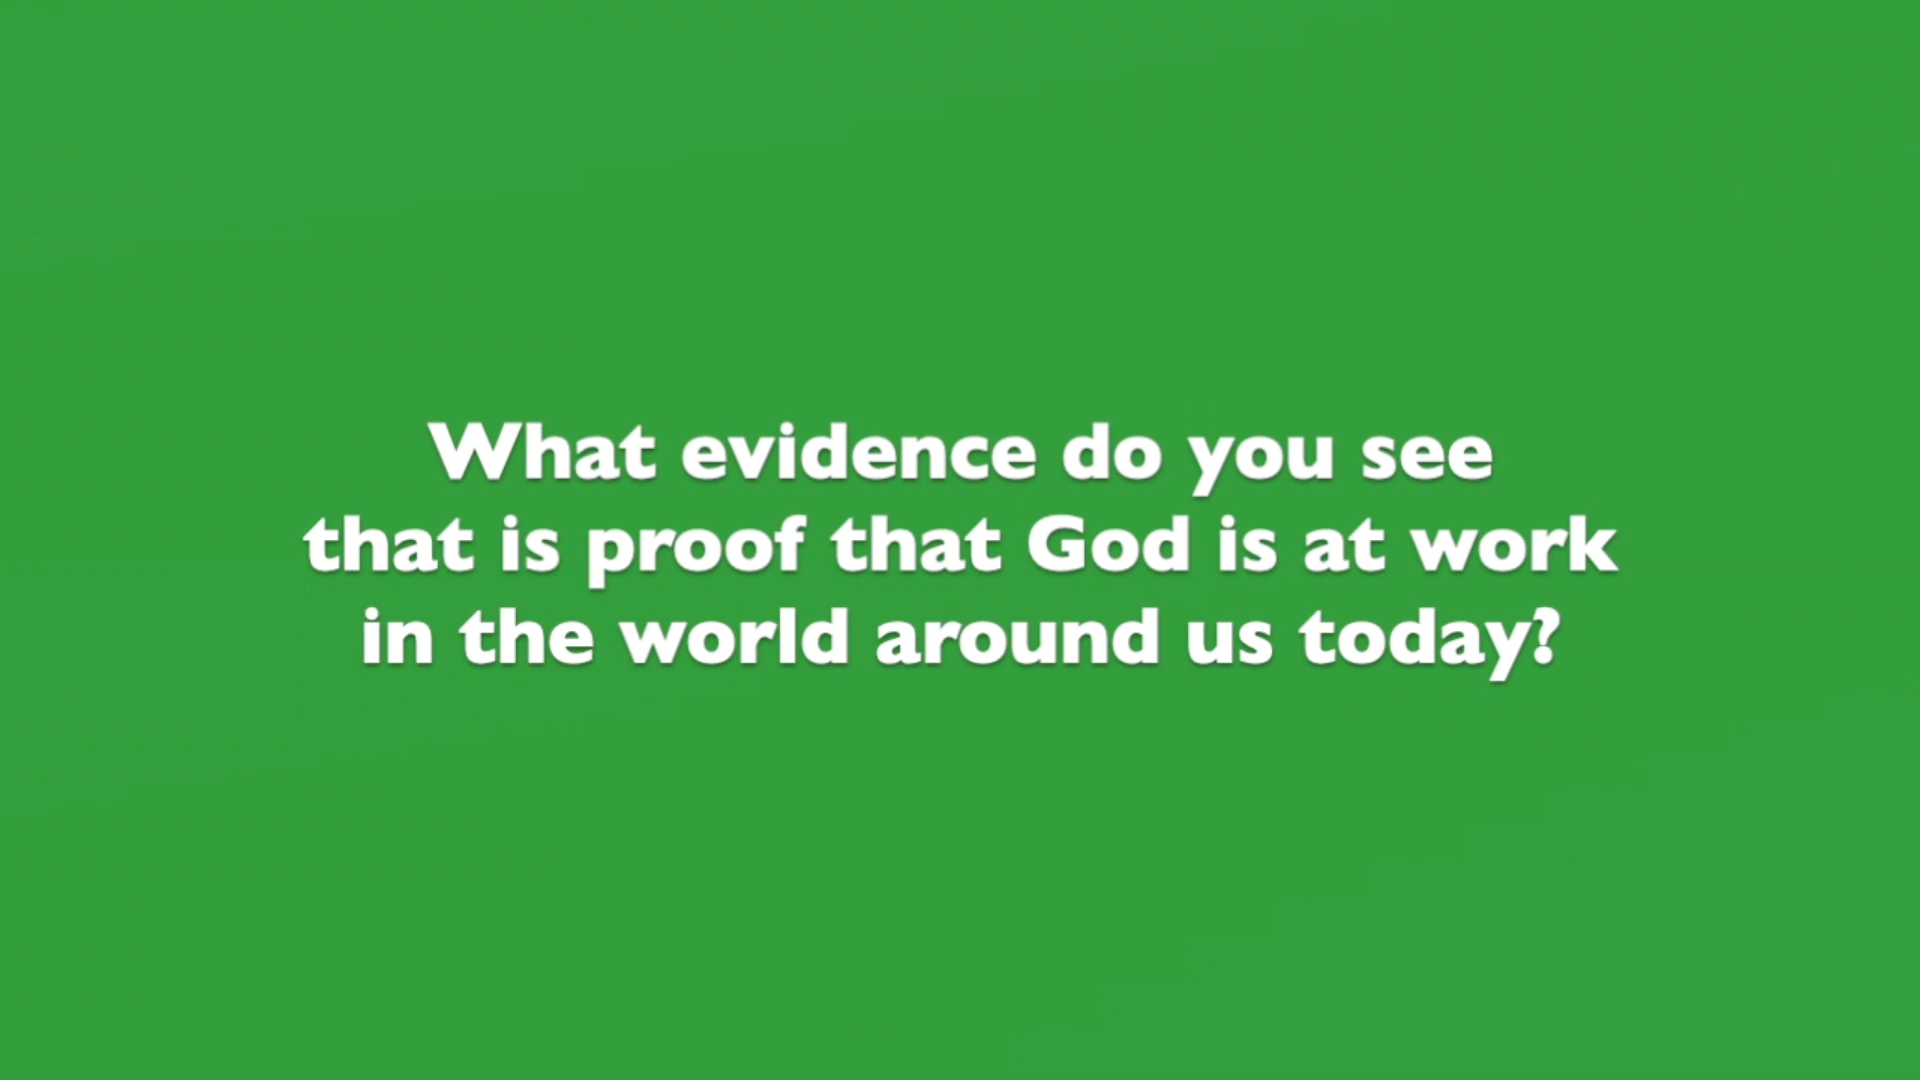 What evidence do you see
that is proof that God is at work
in the world around us today?